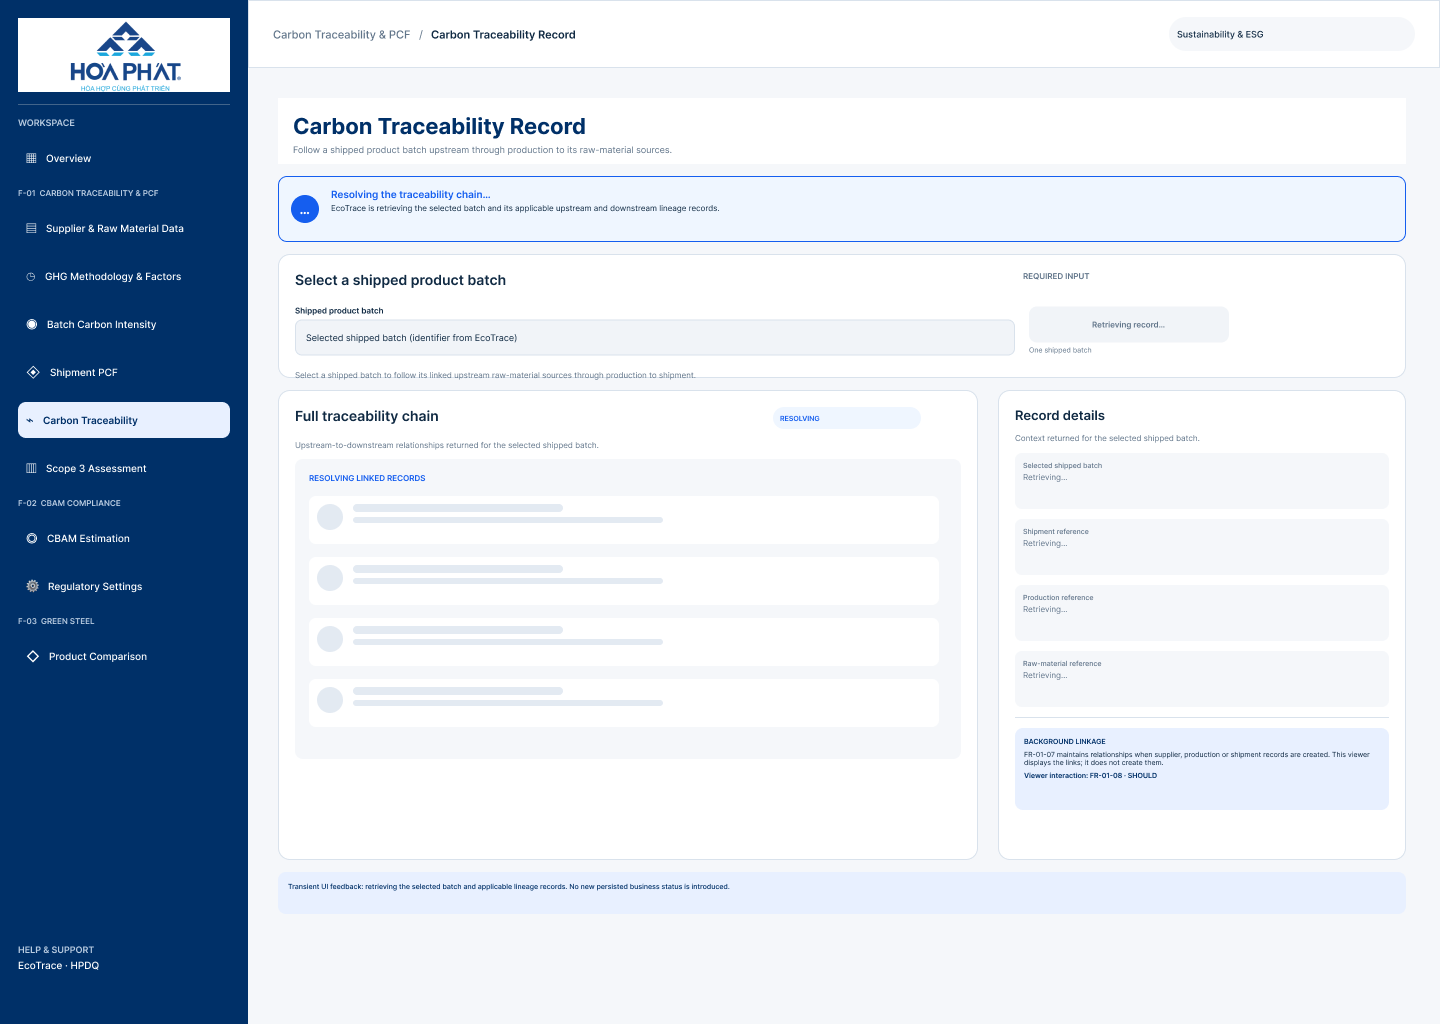 HÒA PHÁT
HÒA HỢP CÙNG PHÁT TRIỂN
WORKSPACE
Overview
F-01 CARBON TRACEABILITY & PCF
Supplier & Raw Material Data
GHG Methodology & Factors
Batch Carbon Intensity
Shipment PCF
Carbon Traceability
Scope 3 Assessment
F-02 CBAM COMPLIANCE
CBAM Estimation
Regulatory Settings
F-03 GREEN STEEL
Product Comparison
HELP & SUPPORT
EcoTrace · HPDQ
Carbon Traceability & PCF / Carbon Traceability Record
Sustainability & ESG
Carbon Traceability Record
Follow a shipped product batch upstream through production to its raw-material sources.
...
Resolving the traceability chain...
EcoTrace is retrieving the selected batch and its applicable upstream and downstream lineage records.
Select a shipped product batch
REQUIRED INPUT
Shipped product batch
Selected shipped batch (identifier from EcoTrace)
Retrieving record...
One shipped batch
Select a shipped batch to follow its linked upstream raw-material sources through production to shipment.
Full traceability chain
RESOLVING
Upstream-to-downstream relationships returned for the selected shipped batch.
RESOLVING LINKED RECORDS
Record details
Context returned for the selected shipped batch.
Selected shipped batch
Retrieving...
Shipment reference
Retrieving...
Production reference
Retrieving...
Raw-material reference
Retrieving...
BACKGROUND LINKAGE
FR-01-07 maintains relationships when supplier, production or shipment records are created. This viewer
displays the links; it does not create them.
Viewer interaction: FR-01-08 · SHOULD
Transient UI feedback: retrieving the selected batch and applicable lineage records. No new persisted business status is introduced.